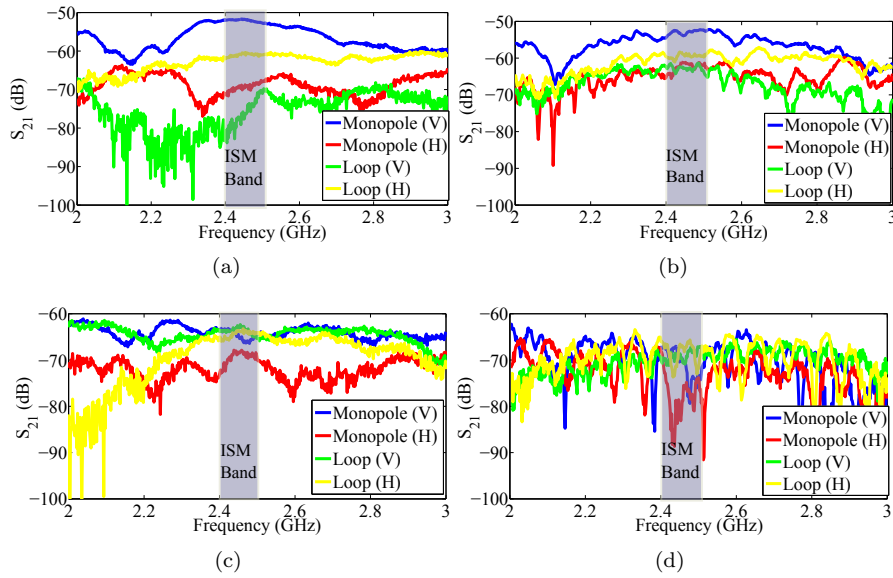 −50
−60
−70
−80
−90
−100
S21 (dB)
2 2.2 2.4 2.6 2.8 3
Frequency (GHz)
ISM
Band
Monopole (V)
Monopole (H)
Loop (V)
Loop (H)
(a)
−50
−60
−70
−80
−90
−100
S21 (dB)
2 2.2 2.4 2.6 2.8 3
Frequency (GHz)
ISM
Band
Monopole (V)
Monopole (H)
Loop (V)
Loop (H)
(b)
−60
−70
−80
−90
−100
S21 (dB)
2 2.2 2.4 2.6 2.8 3
Frequency (GHz)
ISM
Band
Monopole (V)
Monopole (H)
Loop (V)
Loop (H)
(c)
−60
−70
−80
−90
−100
S21 (dB)
2 2.2 2.4 2.6 2.8 3
Frequency (GHz)
ISM
Band
Monopole (V)
Monopole (H)
Loop (V)
Loop (H)
(d)